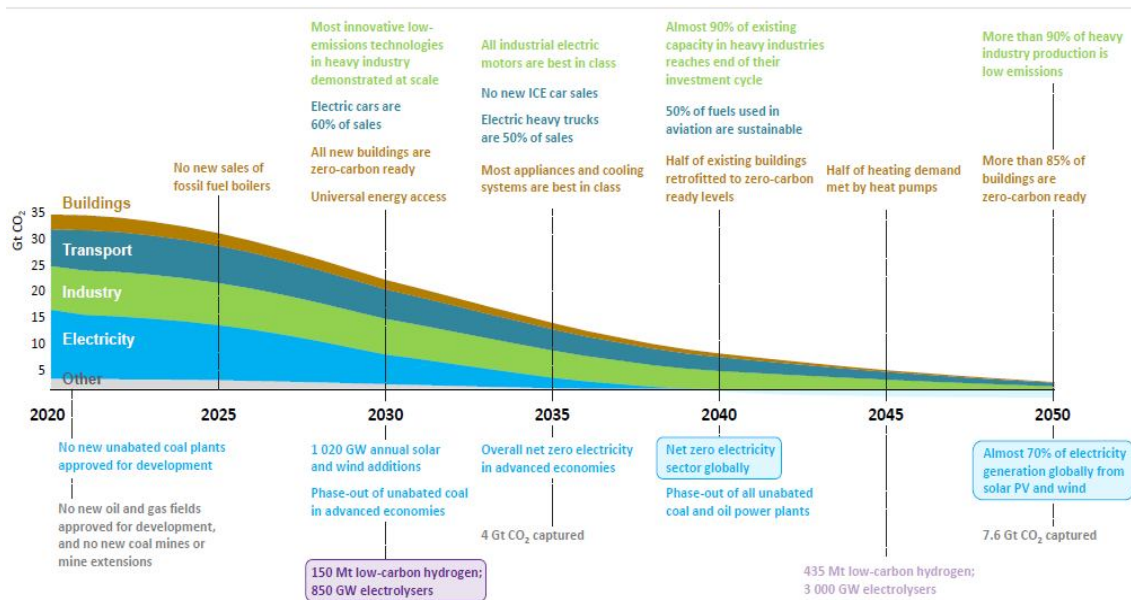 Most innovative low-
emissions technologies
in heavy industry
demonstrated at scale
Electric cars are
60% of sales
All new buildings are
zero-carbon ready
Universal energy access
All industrial electric
motors are best in class
No new ICE car sales
Electric heavy trucks
are 50% of sales
Most appliances and cooling
systems are best in class
Almost 90% of existing
capacity in heavy industries
reaches end of their
investment cycle
50% of fuels used in
aviation are sustainable
Half of existing buildings
retrofitted to zero-carbon
ready levels
More than 90% of heavy
industry production is
low emissions
No new sales of
fossil fuel boilers
Half of heating demand
met by heat pumps
More than 85% of
buildings are
zero-carbon ready
Gt CO₂
35
30
25
20
15
10
5
Buildings
Transport
Industry
Electricity
Other
2020 2025 2030 2035 2040 2045 2050
No new unabated coal plants
approved for development
No new oil and gas fields
approved for development,
and no new coal mines or
mine extensions
1 020 GW annual solar
and wind additions
Phase-out of unabated coal
in advanced economies
150 Mt low-carbon hydrogen;
850 GW electrolysers
Overall net zero electricity
in advanced economies
4 Gt CO₂ captured
Net zero electricity
sector globally
Phase-out of all unabated
coal and oil power plants
435 Mt low-carbon hydrogen;
3 000 GW electrolysers
Almost 70% of electricity
generation globally from
solar PV and wind
7.6 Gt CO₂ captured